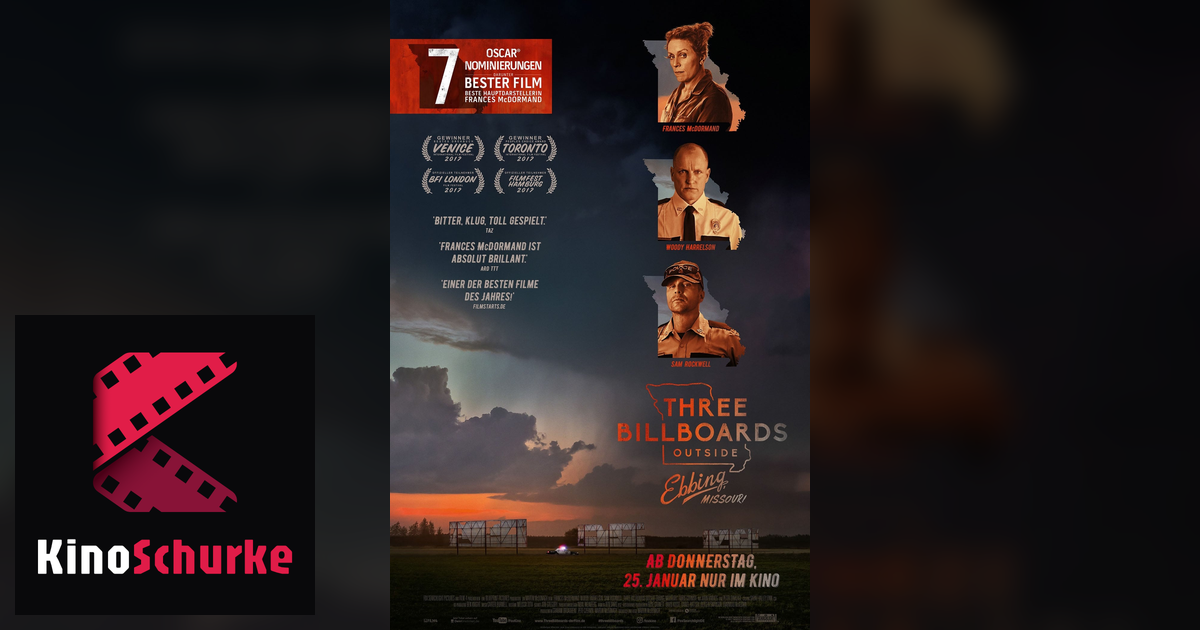 7
OSCAR® NOMINIERUNGEN
DARUNTER
BESTER FILM
BESTE HAUPTDARSTELLERIN
FRANCES McDORMAND
GEWINNER
VENICE
2017
GEWINNER
TORONTO
2017
BFI LONDON
FILM FESTIVAL
2017
FILMFEST
HAMBURG
2017
'BITTER, KLUG, TOLL GESPIELT.'
TAZ
'FRANCES McDORMAND IST
ABSOLUT BRILLANT.'
ARD TTT
'EINER DER BESTEN FILME
DES JAHRES!'
FILMSTARTS.DE
FRANCES McDORMAND
WOODY HARRELSON
SAM ROCKWELL
THREE
BILLBOARDS
OUTSIDE
Ebbing,
MISSOURI
AB DONNERSTAG,
25. JANUAR NUR IM KINO
KinoSchurke